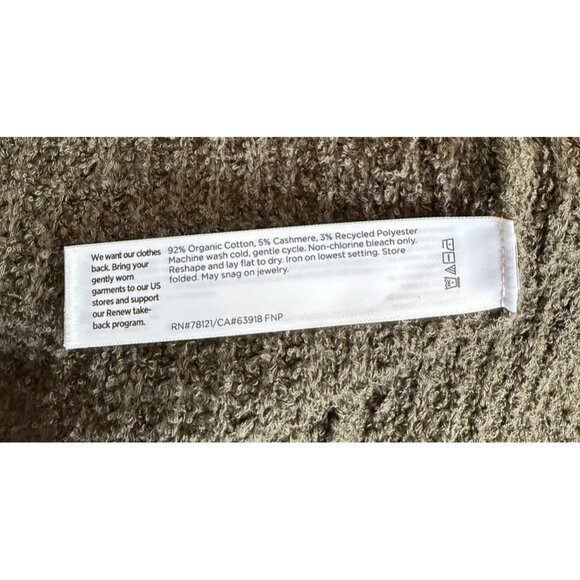 We want our clothes
back. Bring your
gently worn
garments to our US
stores and support
our Renew take-
back program.
92% Organic Cotton, 5% Cashmere, 3% Recycled Polyester
Machine wash cold, gentle cycle. Non-chlorine bleach only.
Reshape and lay flat to dry. Iron on lowest setting. Store
folded. May snag on jewelry.
RN#78121/CA#63918 FNP